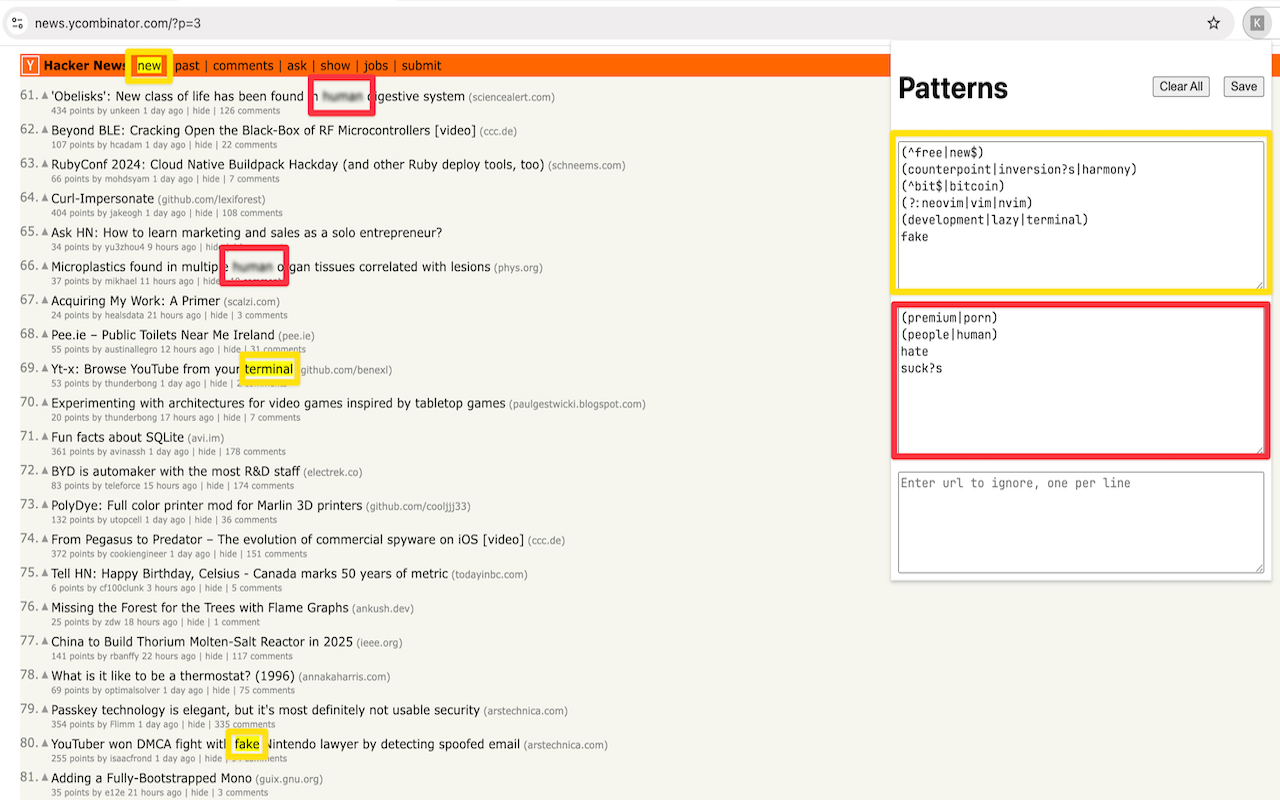 news.ycombinator.com/?p=3
K
Y Hacker News new past | comments | ask | show | jobs | submit
61. 'Obelisks': New class of life has been found human digestive system (sciencealert.com)
434 points by unkeen 1 day ago | hide | 126 comments
62. Beyond BLE: Cracking Open the Black-Box of RF Microcontrollers [video] (ccc.de)
107 points by hcadam 1 day ago | hide | 22 comments
63. RubyConf 2024: Cloud Native Buildpack Hackday (and other Ruby deploy tools, too) (schneems.com)
66 points by mohdsyam 1 day ago | hide | 7 comments
64. Curl-Impersonate (github.com/lexiforest)
404 points by jakeogh 1 day ago | hide | 108 comments
65. Ask HN: How to learn marketing and sales as a solo entrepreneur?
34 points by yu3zhou4 9 hours ago | hide
66. Microplastics found in multiple human organ tissues correlated with lesions (phys.org)
37 points by mikhael 11 hours ago | hide
67. Acquiring My Work: A Primer (scalzi.com)
24 points by healsdata 21 hours ago | hide | 3 comments
68. Pee.ie – Public Toilets Near Me Ireland (pee.ie)
55 points by austinallegro 12 hours ago | hide | 31 comments
69. Yt-x: Browse YouTube from your terminal (github.com/benexl)
53 points by thunderbong 1 day ago | hide | 2 comments
70. Experimenting with architectures for video games inspired by tabletop games (paulgestwicki.blogspot.com)
20 points by thunderbong 17 hours ago | hide | 7 comments
71. Fun facts about SQLite (avi.im)
361 points by avinassh 1 day ago | hide | 178 comments
72. BYD is automaker with the most R&D staff (electrek.co)
83 points by teleforce 15 hours ago | hide | 174 comments
73. PolyDye: Full color printer mod for Marlin 3D printers (github.com/cooljjj33)
132 points by utopcell 1 day ago | hide | 36 comments
74. From Pegasus to Predator – The evolution of commercial spyware on iOS [video] (ccc.de)
372 points by cookiengineer 1 day ago | hide | 151 comments
75. Tell HN: Happy Birthday, Celsius - Canada marks 50 years of metric (todayinbc.com)
6 points by cf100clunk 3 hours ago | hide | 5 comments
76. Missing the Forest for the Trees with Flame Graphs (ankush.dev)
25 points by zdw 18 hours ago | hide | 1 comment
77. China to Build Thorium Molten-Salt Reactor in 2025 (ieee.org)
141 points by rbanffy 22 hours ago | hide | 117 comments
78. What is it like to be a thermostat? (1996) (annakaharris.com)
69 points by optimalsolver 1 day ago | hide | 75 comments
79. Passkey technology is elegant, but it's most definitely not usable security (arstechnica.com)
354 points by Flimm 1 day ago | hide | 335 comments
80. YouTuber won DMCA fight with fake Nintendo lawyer by detecting spoofed email (arstechnica.com)
255 points by isaacfrond 1 day ago | hide | comments
81. Adding a Fully-Bootstrapped Mono (guix.gnu.org)
35 points by e12e 21 hours ago | hide | 3 comments
Patterns
Clear All Save
(^free|new$)
(counterpoint|inversion?s|harmony)
(^bit$|bitcoin)
(?:neovim|vim|nvim)
(development|lazy|terminal)
fake
(premium|porn)
(people|human)
hate
suck?s
Enter url to ignore, one per line